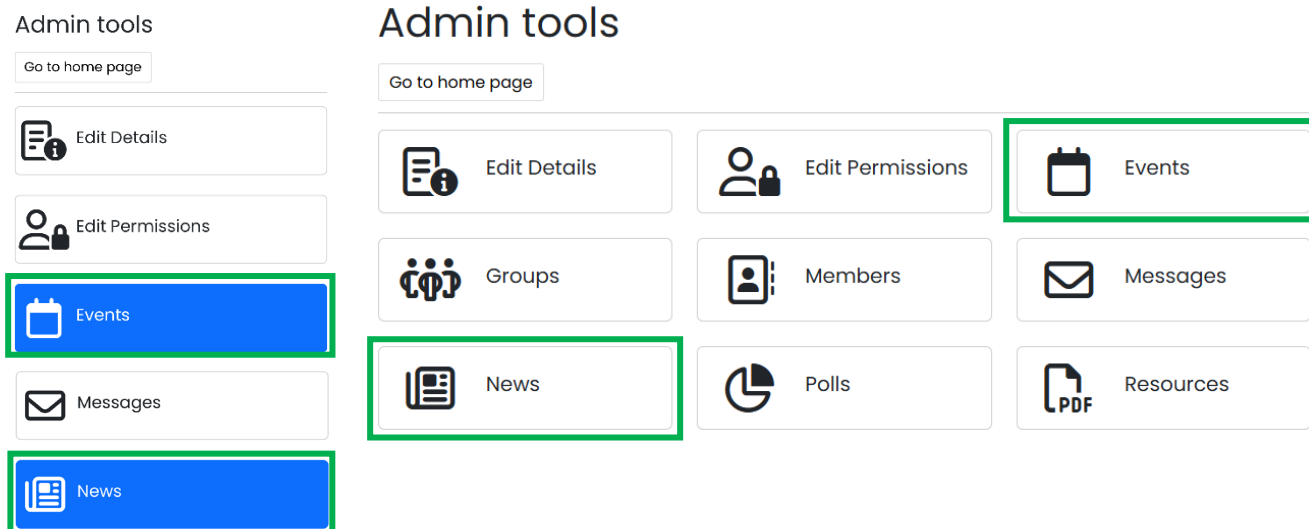 Admin tools
Go to home page
Edit Details
Edit Permissions
Events
Messages
News
Admin tools
Go to home page
Edit Details
Edit Permissions
Events
Groups
Members
Messages
News
Polls
PDF
Resources